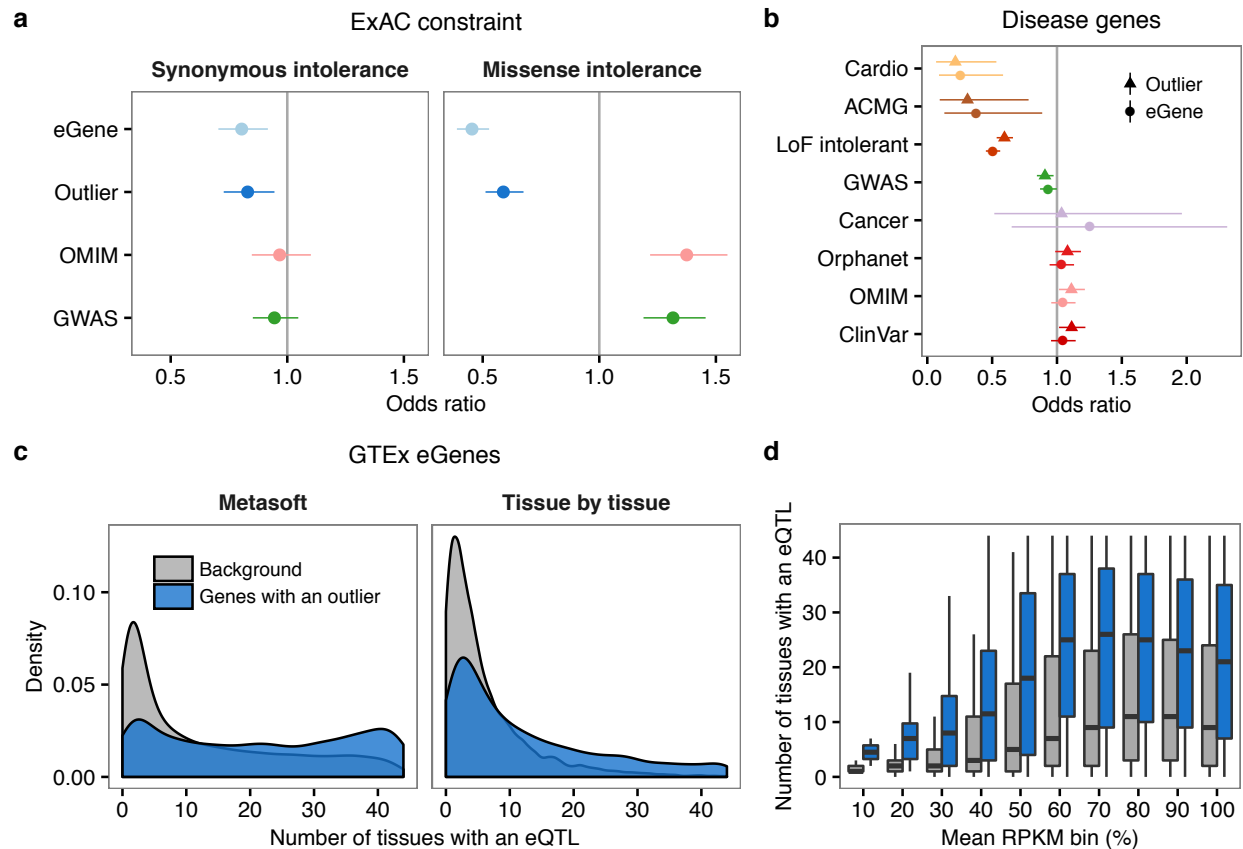 a
ExAC constraint
Synonymous intolerance
Missense intolerance
eGene
Outlier
OMIM
GWAS
0.5 1.0 1.5
0.5 1.0 1.5
Odds ratio
b
Disease genes
Cardio
ACMG
LoF intolerant
GWAS
Cancer
Orphanet
OMIM
ClinVar
Outlier
eGene
0.0 0.5 1.0 1.5 2.0
Odds ratio
c
GTEx eGenes
Metasoft
Tissue by tissue
Background
Genes with an outlier
Density
0.10
0.05
0.00
0 10 20 30 40
0 10 20 30 40
Number of tissues with an eQTL
d
Number of tissues with an eQTL
40
30
20
10
0
10 20 30 40 50 60 70 80 90 100
Mean RPKM bin (%)